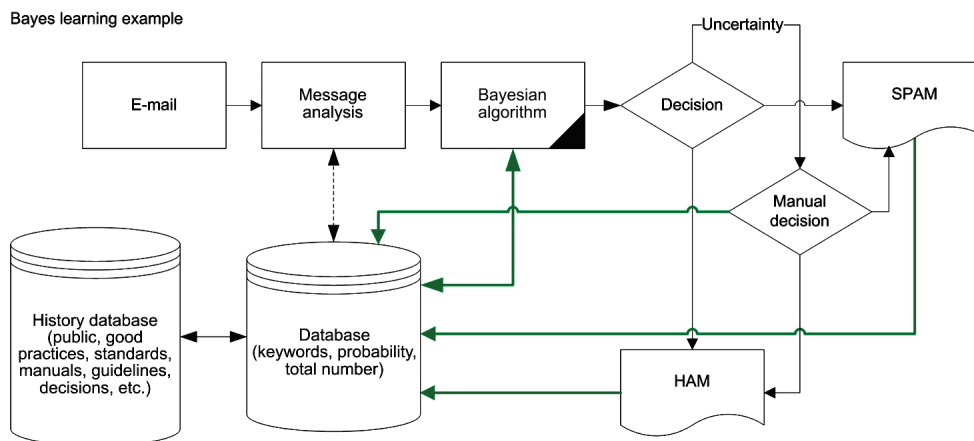 Bayes learning example
Uncertainty
E-mail
Message
analysis
Bayesian
algorithm
Decision
SPAM
Manual
decision
History database
(public, good
practices, standards,
manuals, guidelines,
decisions, etc.)
Database
(keywords, probability,
total number)
HAM